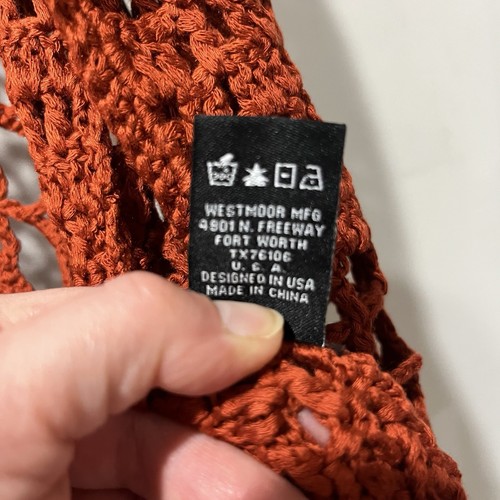 WESTMOOR MFG
4901 N. FREEWAY
FORT WORTH
TX76106
U. S. A.
DESIGNED IN USA
MADE IN CHINA